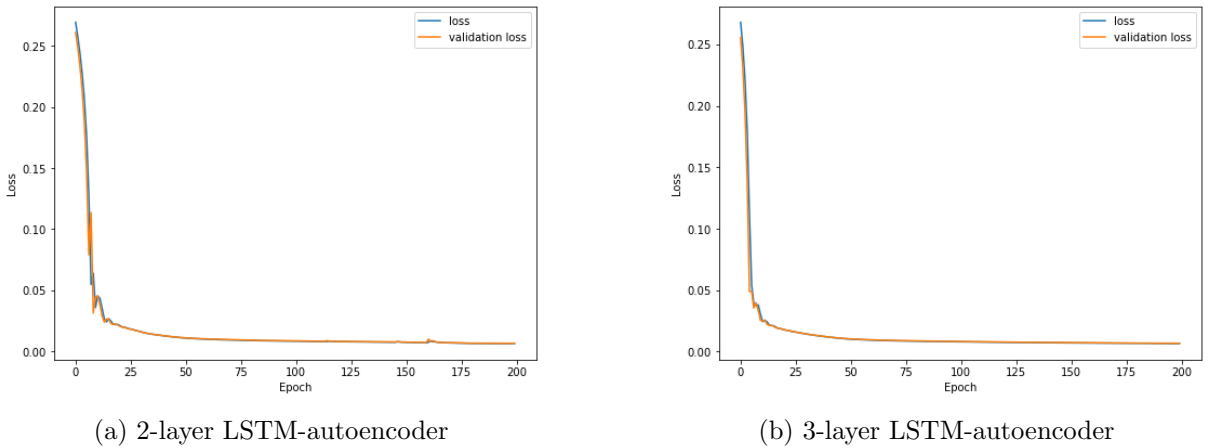 loss
validation loss
0.25
0.20
0.15
0.10
0.05
0.00
Loss
0 25 50 75 100 125 150 175 200
Epoch
(a) 2-layer LSTM-autoencoder
loss
validation loss
0.25
0.20
0.15
0.10
0.05
0.00
Loss
0 25 50 75 100 125 150 175 200
Epoch
(b) 3-layer LSTM-autoencoder